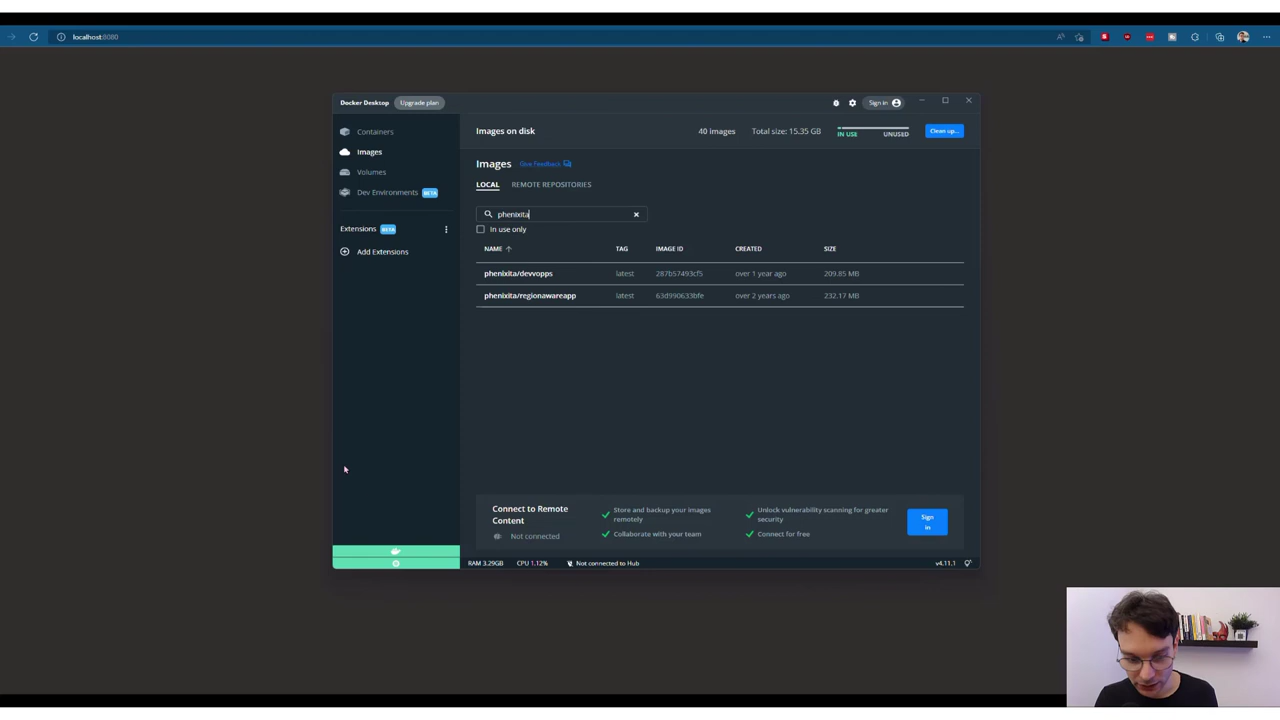 localhost:8080
Docker Desktop
Upgrade plan
Sign in
Containers
Images
Volumes
Dev Environments BETA
Extensions BETA
Add Extensions
Images on disk
40 images
Total size: 15.35 GB
IN USE
UNUSED
Clean up...
Images
Give Feedback
LOCAL
REMOTE REPOSITORIES
phenixita
In use only
NAME TAG IMAGE ID CREATED SIZE
phenixita/devvopps latest 287b57493cf5 over 1 year ago 209.85 MB
phenixita/regionawareapp latest 63d990633bfe over 2 years ago 232.17 MB
Connect to Remote
Content
Not connected
Store and backup your images
remotely
Collaborate with your team
Unlock vulnerability scanning for greater
security
Connect for free
Sign
in
RAM 3.29GB CPU 1.12% Not connected to Hub v4.11.1